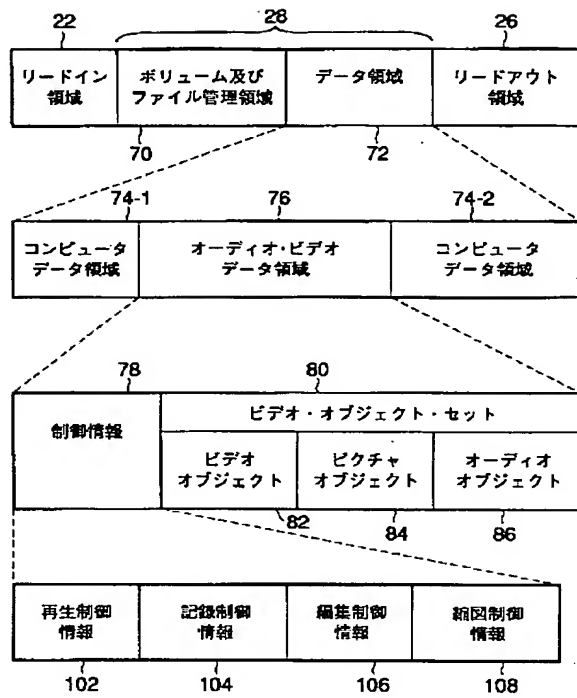 22
28
26
リードイン
領域
ボリューム及び
ファイル管理領域
データ領域
リードアウト
領域
70
72
74-1
76
74-2
コンピュータ
データ領域
オーディオ・ビデオ
データ領域
コンピュータ
データ領域
78
80
制御情報
ビデオ・オブジェクト・セット
ビデオ
オブジェクト
ピクチャ
オブジェクト
オーディオ
オブジェクト
82
84
86
再生制御
情報
記録制御
情報
編集制御
情報
縮図制御
情報
102
104
106
108